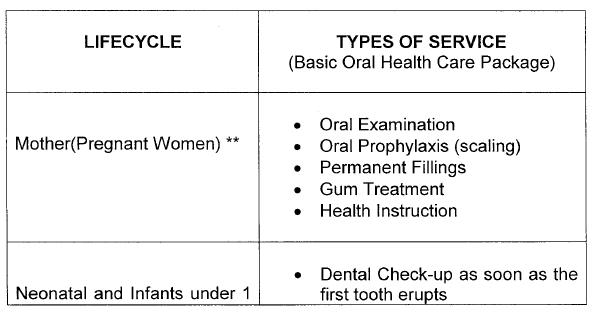 LIFECYCLE
TYPES OF SERVICE
(Basic Oral Health Care Package)
Mother(Pregnant Women) **
• Oral Examination
• Oral Prophylaxis (scaling)
• Permanent Fillings
• Gum Treatment
• Health Instruction
Neonatal and Infants under 1
• Dental Check-up as soon as the
first tooth erupts